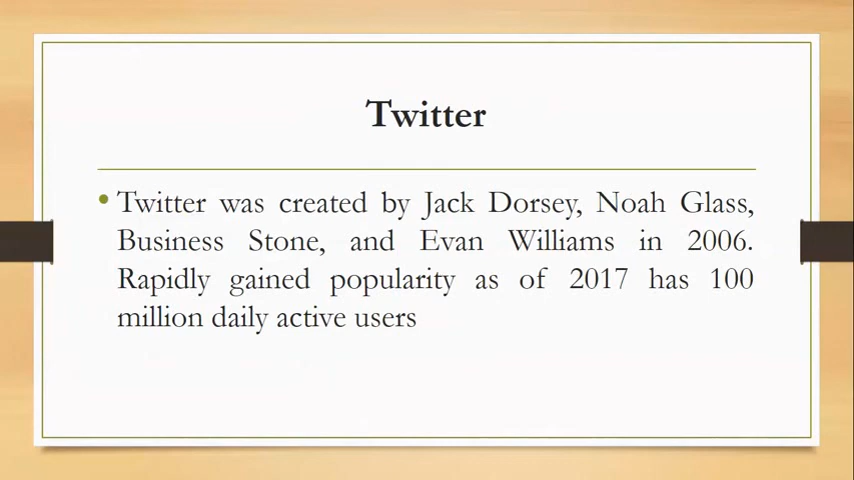 Twitter
• Twitter was created by Jack Dorsey, Noah Glass,
Business Stone, and Evan Williams in 2006.
Rapidly gained popularity as of 2017 has 100
million daily active users